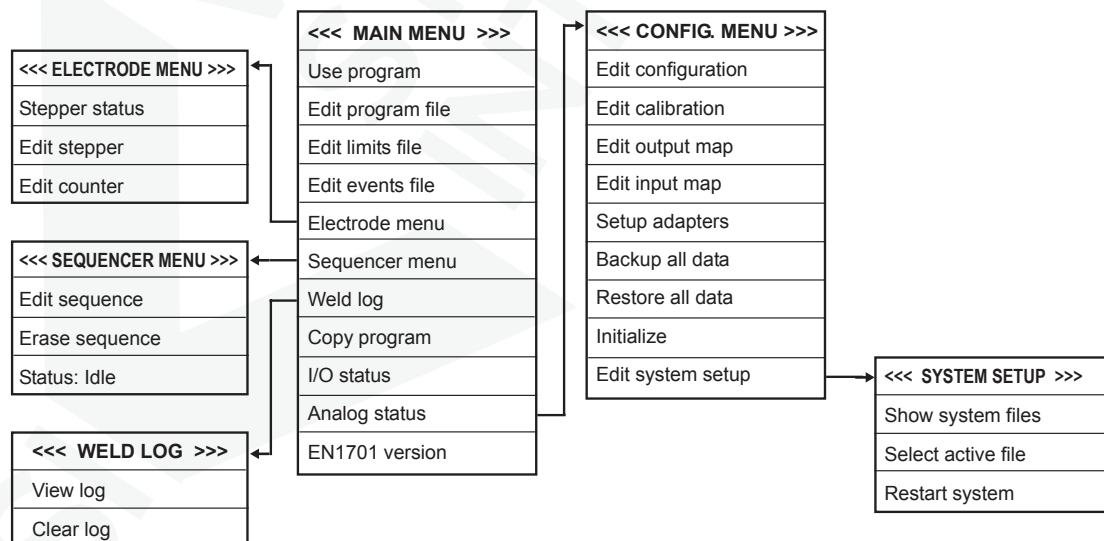 <<< ELECTRODE MENU >>>
Stepper status
Edit stepper
Edit counter
<<< SEQUENCER MENU >>>
Edit sequence
Erase sequence
Status: Idle
<<< WELD LOG >>>
View log
Clear log
<<< MAIN MENU >>>
Use program
Edit program file
Edit limits file
Edit events file
Electrode menu
Sequencer menu
Weld log
Copy program
I/O status
Analog status
EN1701 version
<<< CONFIG. MENU >>>
Edit configuration
Edit calibration
Edit output map
Edit input map
Setup adapters
Backup all data
Restore all data
Initialize
Edit system setup
<<< SYSTEM SETUP >>>
Show system files
Select active file
Restart system